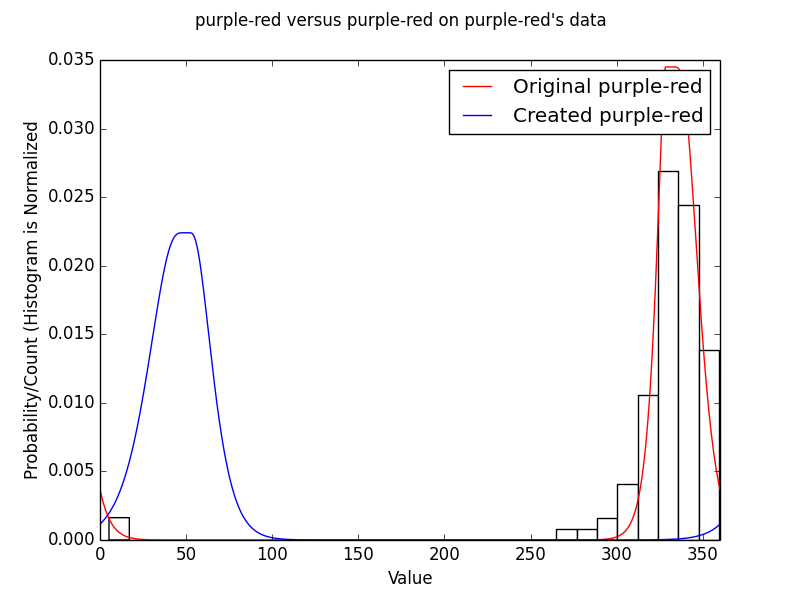 purple-red versus purple-red on purple-red's data
Original purple-red
Created purple-red
Probability/Count (Histogram is Normalized
0.035
0.030
0.025
0.020
0.015
0.010
0.005
0.000
0 50 100 150 200 250 300 350
Value